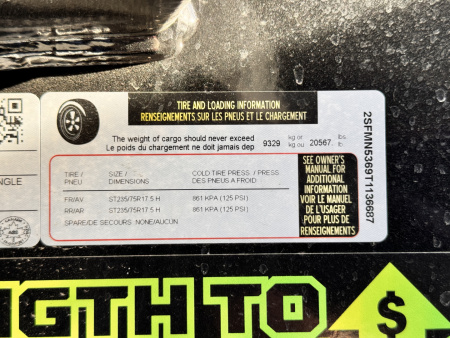 TIRE AND LOADING INFORMATION
RENSEIGNEMENTS SUR LES PNEUS ET LE CHARGEMENT
The weight of cargo should never exceed 9329 kg or 20567. lbs.
Le poids du chargement ne doit jamais dep kg ou lb.
TIRE / SIZE / COLD TIRE PRESS. / PRESS
PNEU DIMENSIONS DES PNEUS A FROID
FR/AV ST235/75R17.5 H 861 KPA (125 PSI)
RR/AR ST235/75R17.5 H 861 KPA (125 PSI)
SPARE/DE SECOURS NONE/AUCUN
SEE OWNER'S
MANUAL FOR
ADDITIONAL
INFORMATION
VOIR LE MANUEL
DE L'USAGER
POUR PLUS DE
RENSEIGNEMENTS
2SFMN5369T1136687
NGLE
NGTH TO $